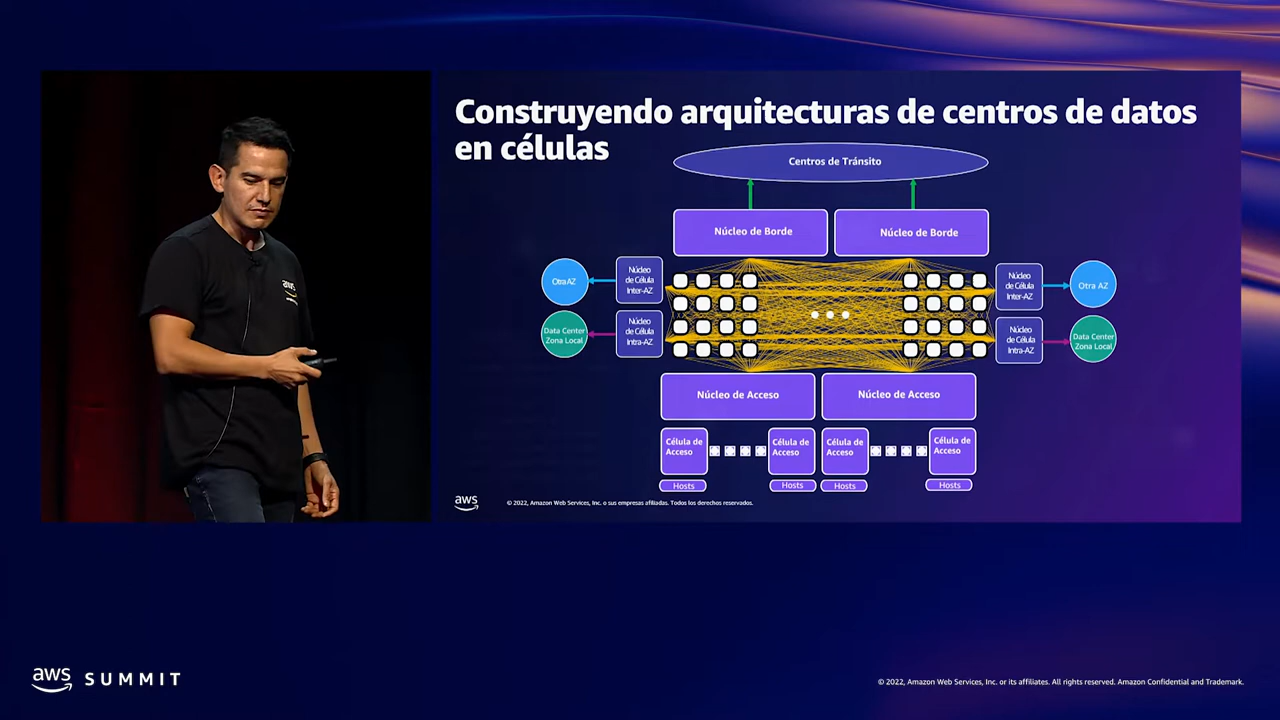 Construyendo arquitecturas de centros de datos
en células
Centros de Tránsito
Núcleo de Borde
Núcleo de Borde
Otra AZ
Núcleo
de Célula
Inter-AZ
Núcleo
de Célula
Inter-AZ
Otra AZ
Data Center
Zona Local
Núcleo
de Célula
Intra-AZ
Núcleo
de Célula
Intra-AZ
Data Center
Zona Local
Núcleo de Acceso
Núcleo de Acceso
Célula de
Acceso
Célula de
Acceso
Célula de
Acceso
Célula de
Acceso
Hosts
Hosts
Hosts
Hosts
aws
© 2022, Amazon Web Services, Inc. o sus empresas afiliadas. Todos los derechos reservados.
aws
aws SUMMIT
© 2022, Amazon Web Services, Inc. or its affiliates. All rights reserved. Amazon Confidential and Trademark.